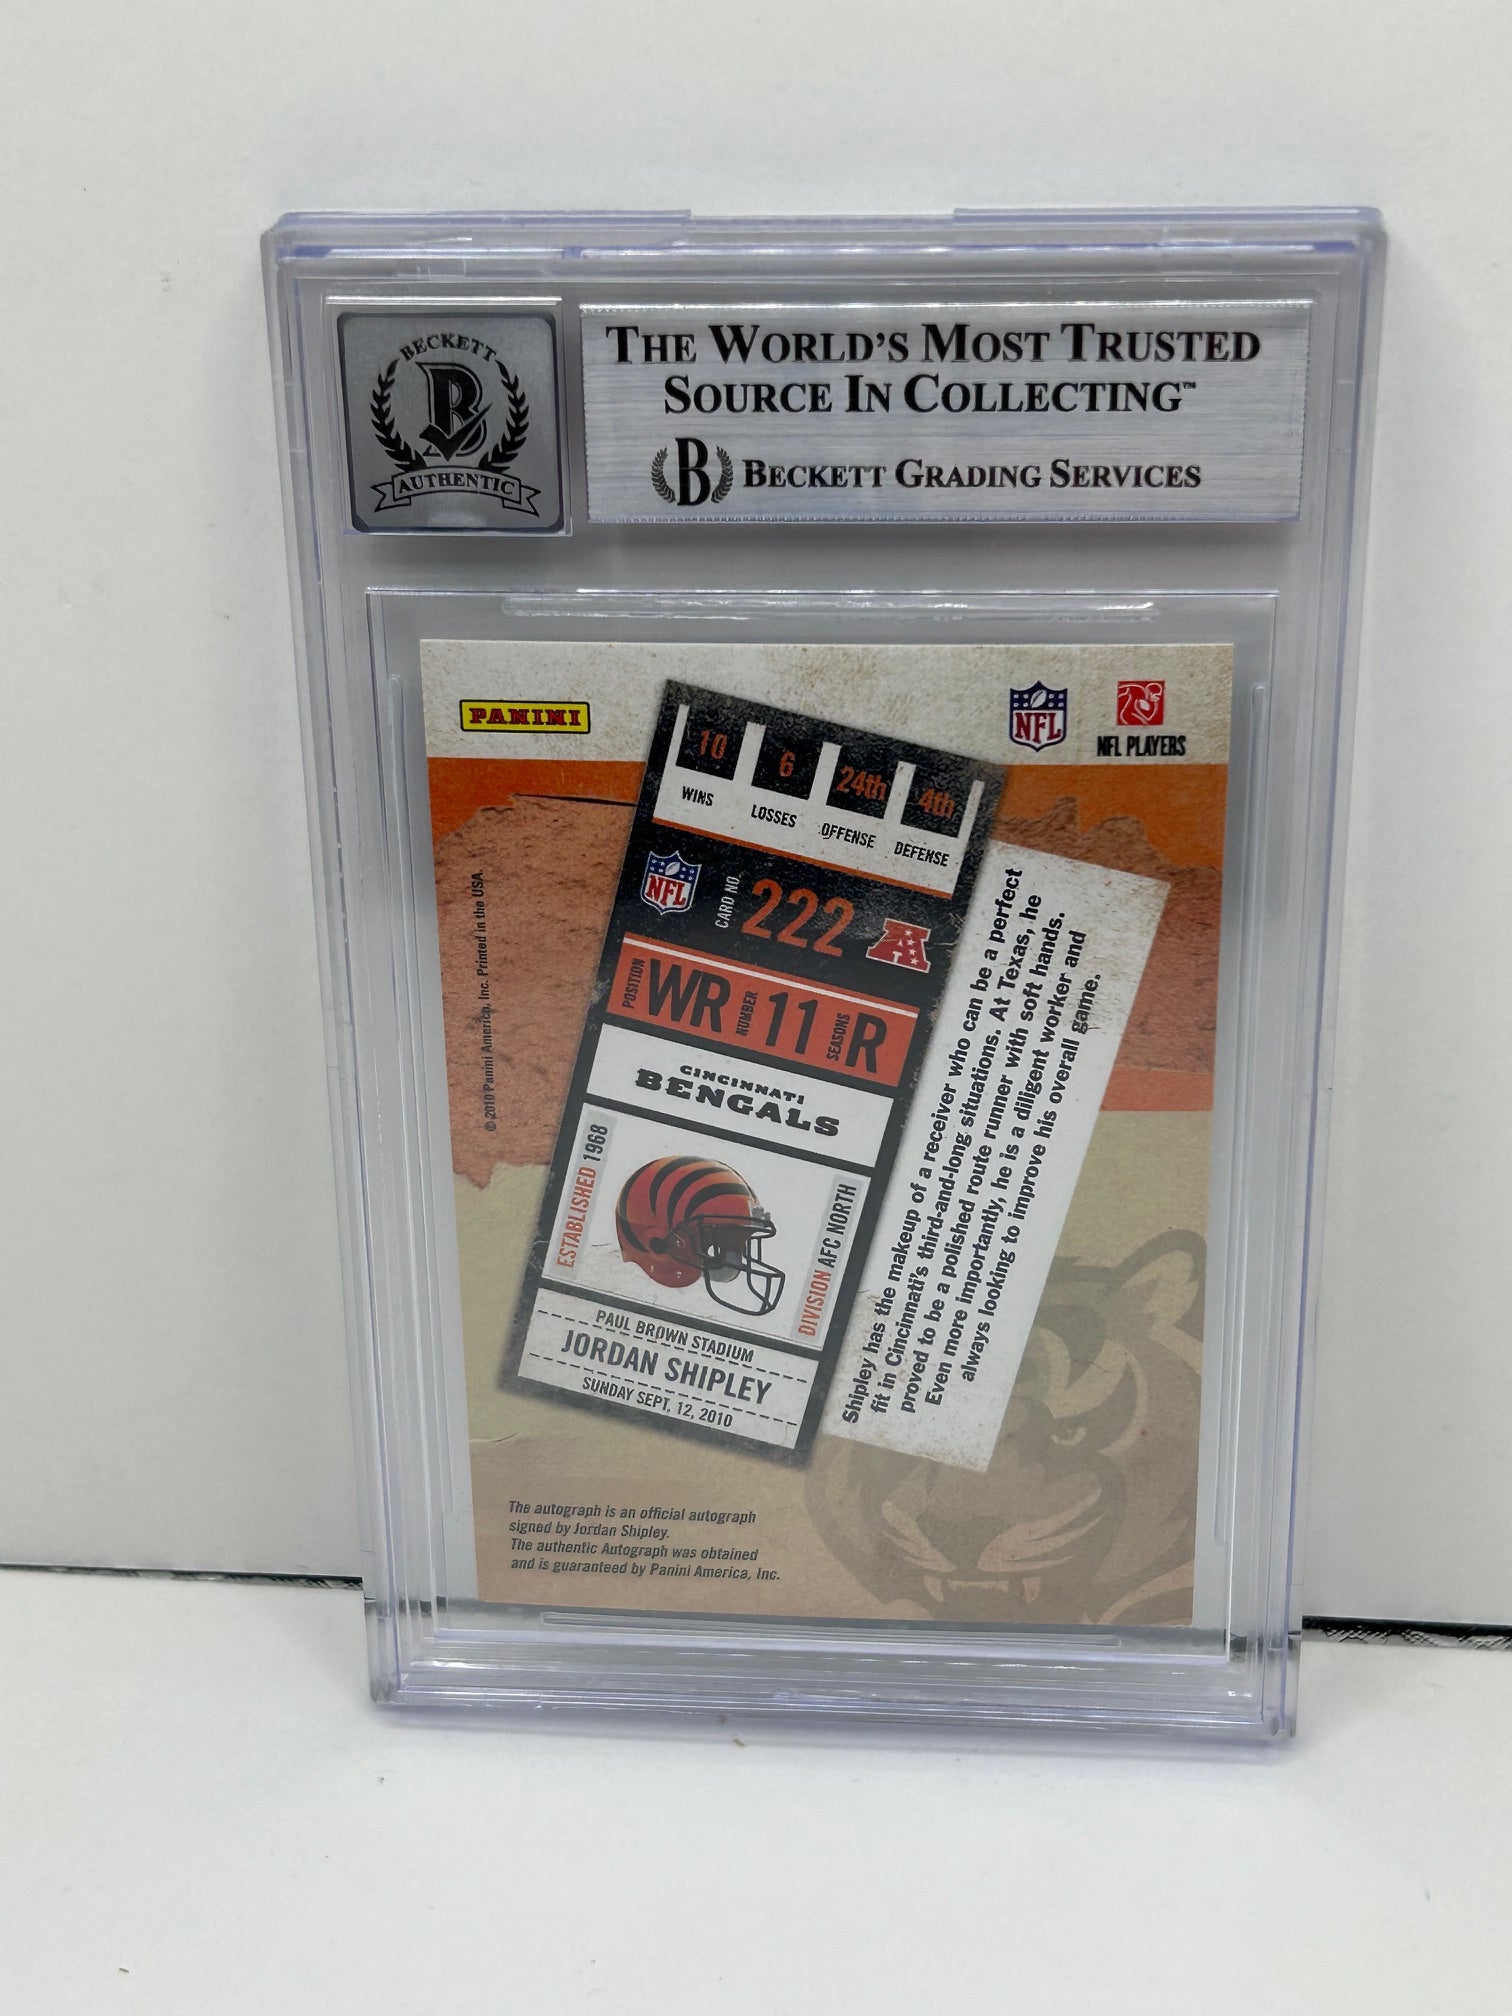 BECKETT
AUTHENTIC
THE WORLD'S MOST TRUSTED
SOURCE IN COLLECTING™
B BECKETT GRADING SERVICES
PANINI
NFL
NFL PLAYERS
10 6 24th 4th
WINS LOSSES OFFENSE DEFENSE
NFL
CARD NO. 222
POSITION WR NUMBER 11 SEASONS R
CINCINNATI
BENGALS
ESTABLISHED 1968
DIVISION AFC NORTH
PAUL BROWN STADIUM
JORDAN SHIPLEY
SUNDAY SEPT. 12, 2010
Shipley has the makeup of a receiver who can be a perfect
fit in Cincinnati's third-and-long situations. At Texas, he
proved to be a polished route runner with soft hands.
Even more importantly, he is a diligent worker and
always looking to improve his overall game.
© 2010 Panini America, Inc. Printed in the USA.
The autograph is an official autograph
signed by Jordan Shipley.
The authentic Autograph was obtained
and is guaranteed by Panini America, Inc.